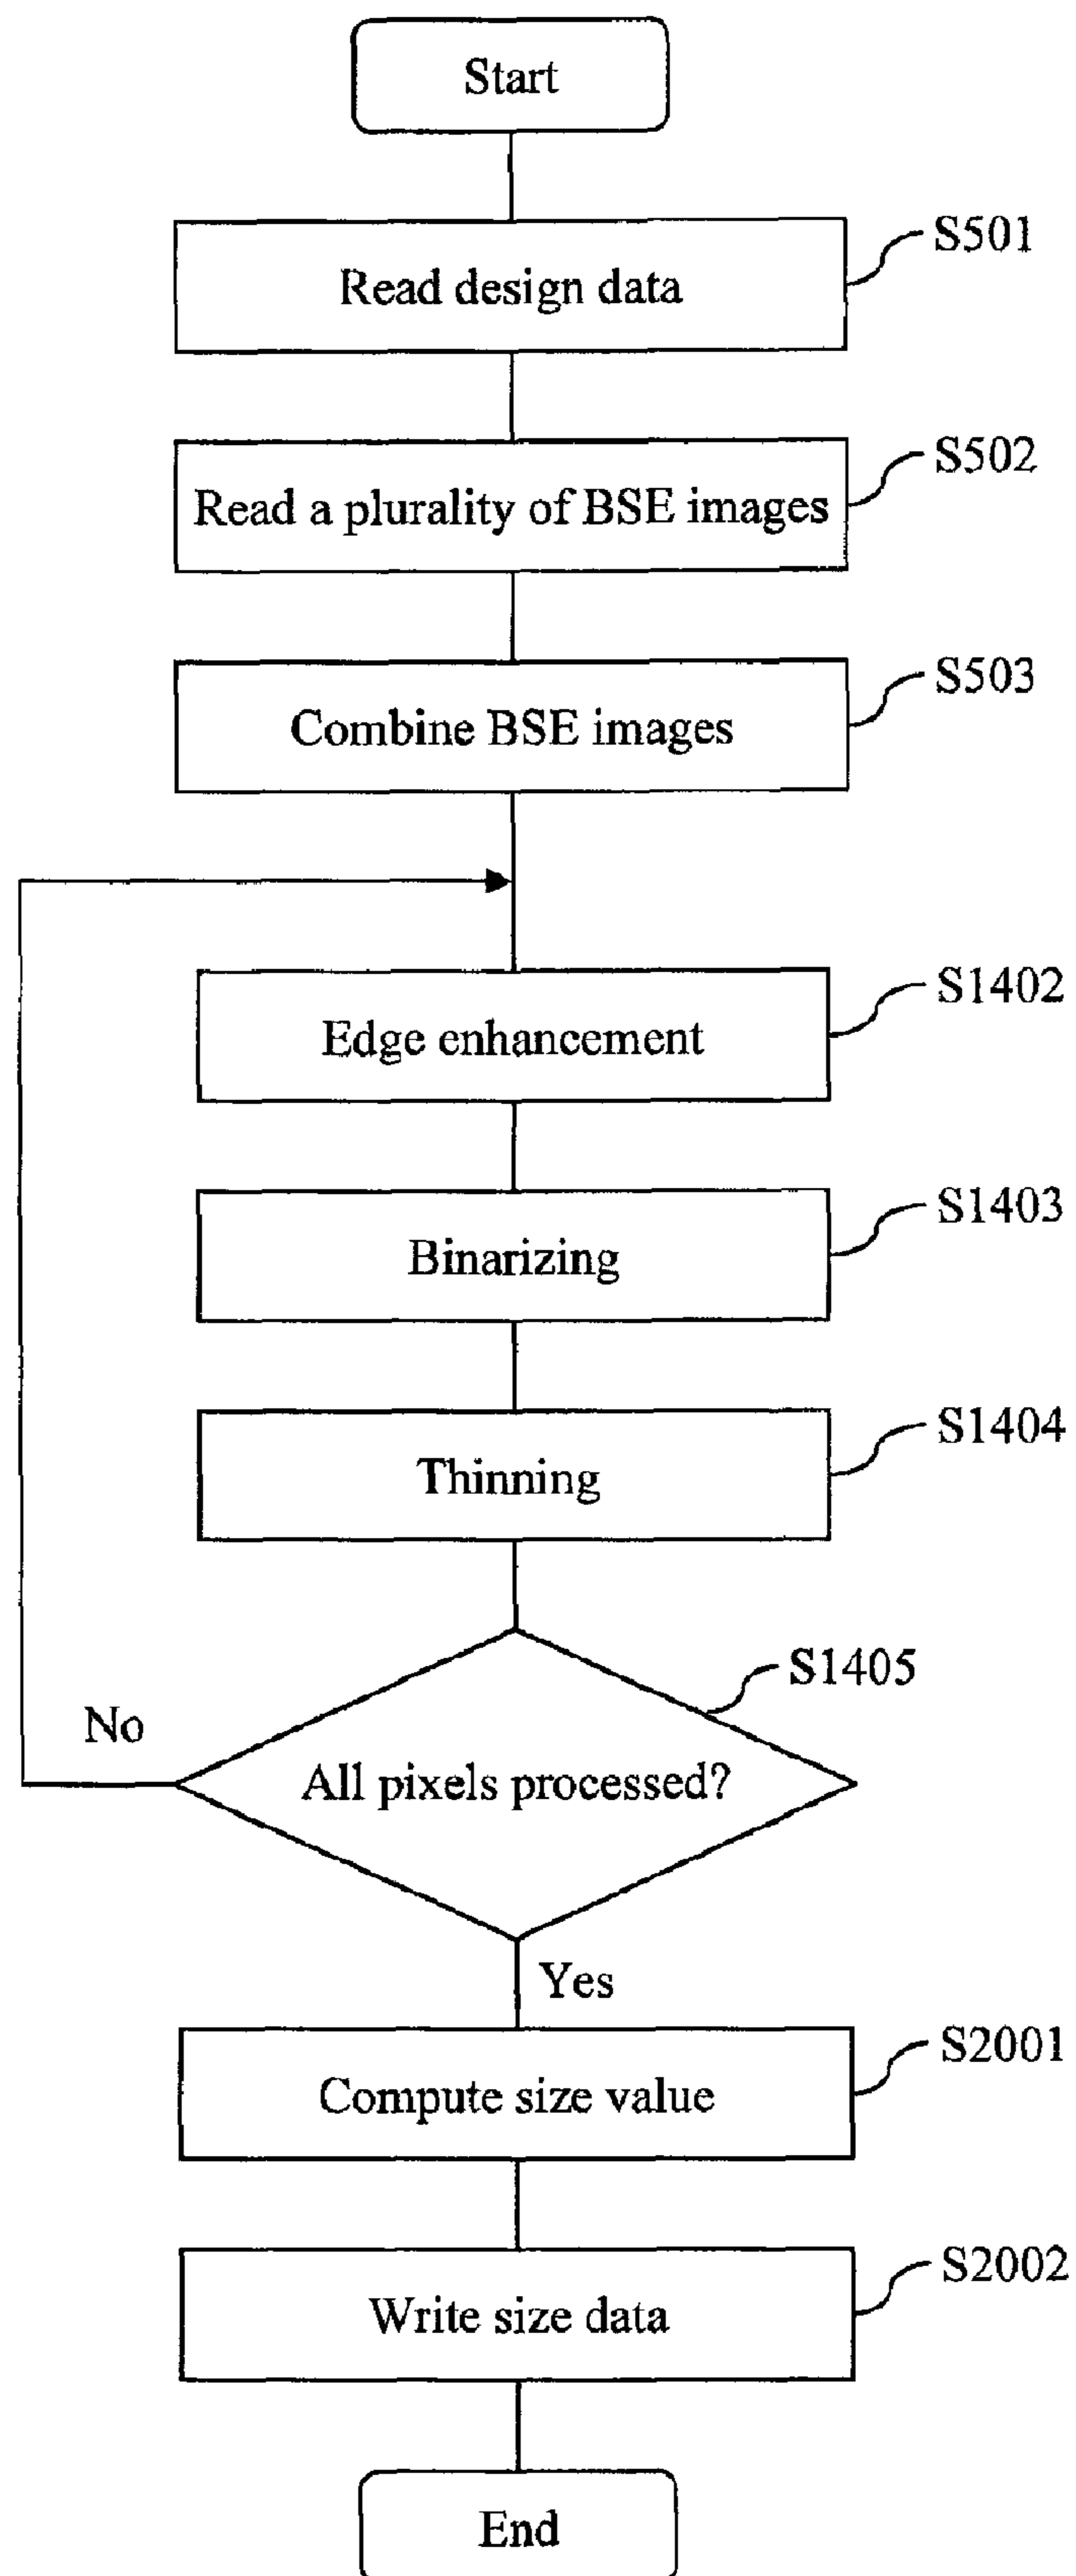 Start
Read design data
S501
Read a plurality of BSE images
S502
Combine BSE images
S503
Edge enhancement
S1402
Binarizing
S1403
Thinning
S1404
All pixels processed?
S1405
No
Yes
Compute size value
S2001
Write size data
S2002
End